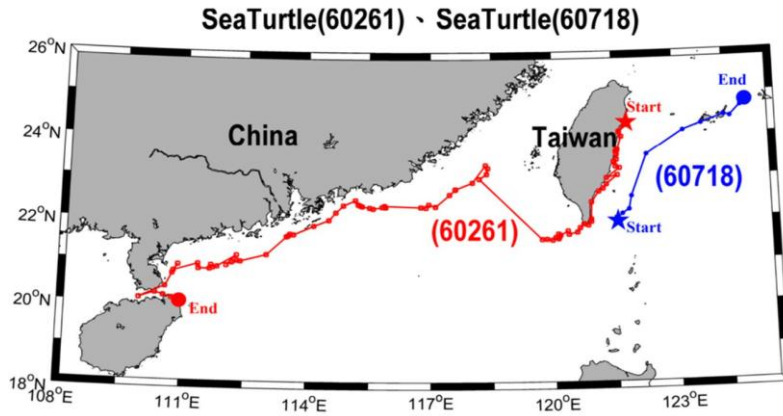 SeaTurtle(60261)、SeaTurtle(60718)
26°N
24°N
22°N
20°N
18°N
108°E
111°E
114°E
117°E
120°E
123°E
China
Taiwan
Start
End
(60718)
(60261)
Start
End